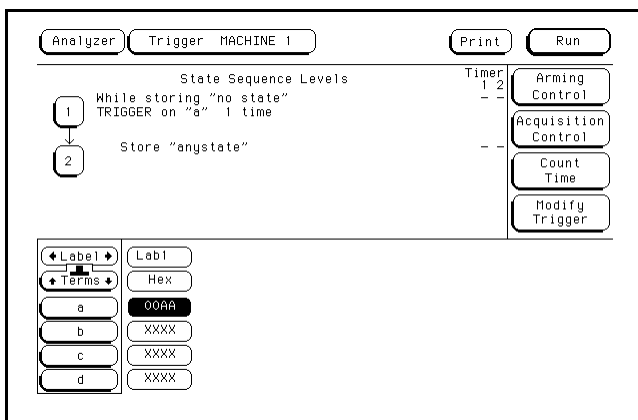 Analyzer Trigger MACHINE 1 Print Run
State Sequence Levels
Timer
1 2
1 While storing "no state"
TRIGGER on "a" 1 time
- -
2 Store "anystate"
- -
Arming
Control
Acquisition
Control
Count
Time
Modify
Trigger
Label Lab1
Terms Hex
a 00AA
b XXXX
c XXXX
d XXXX